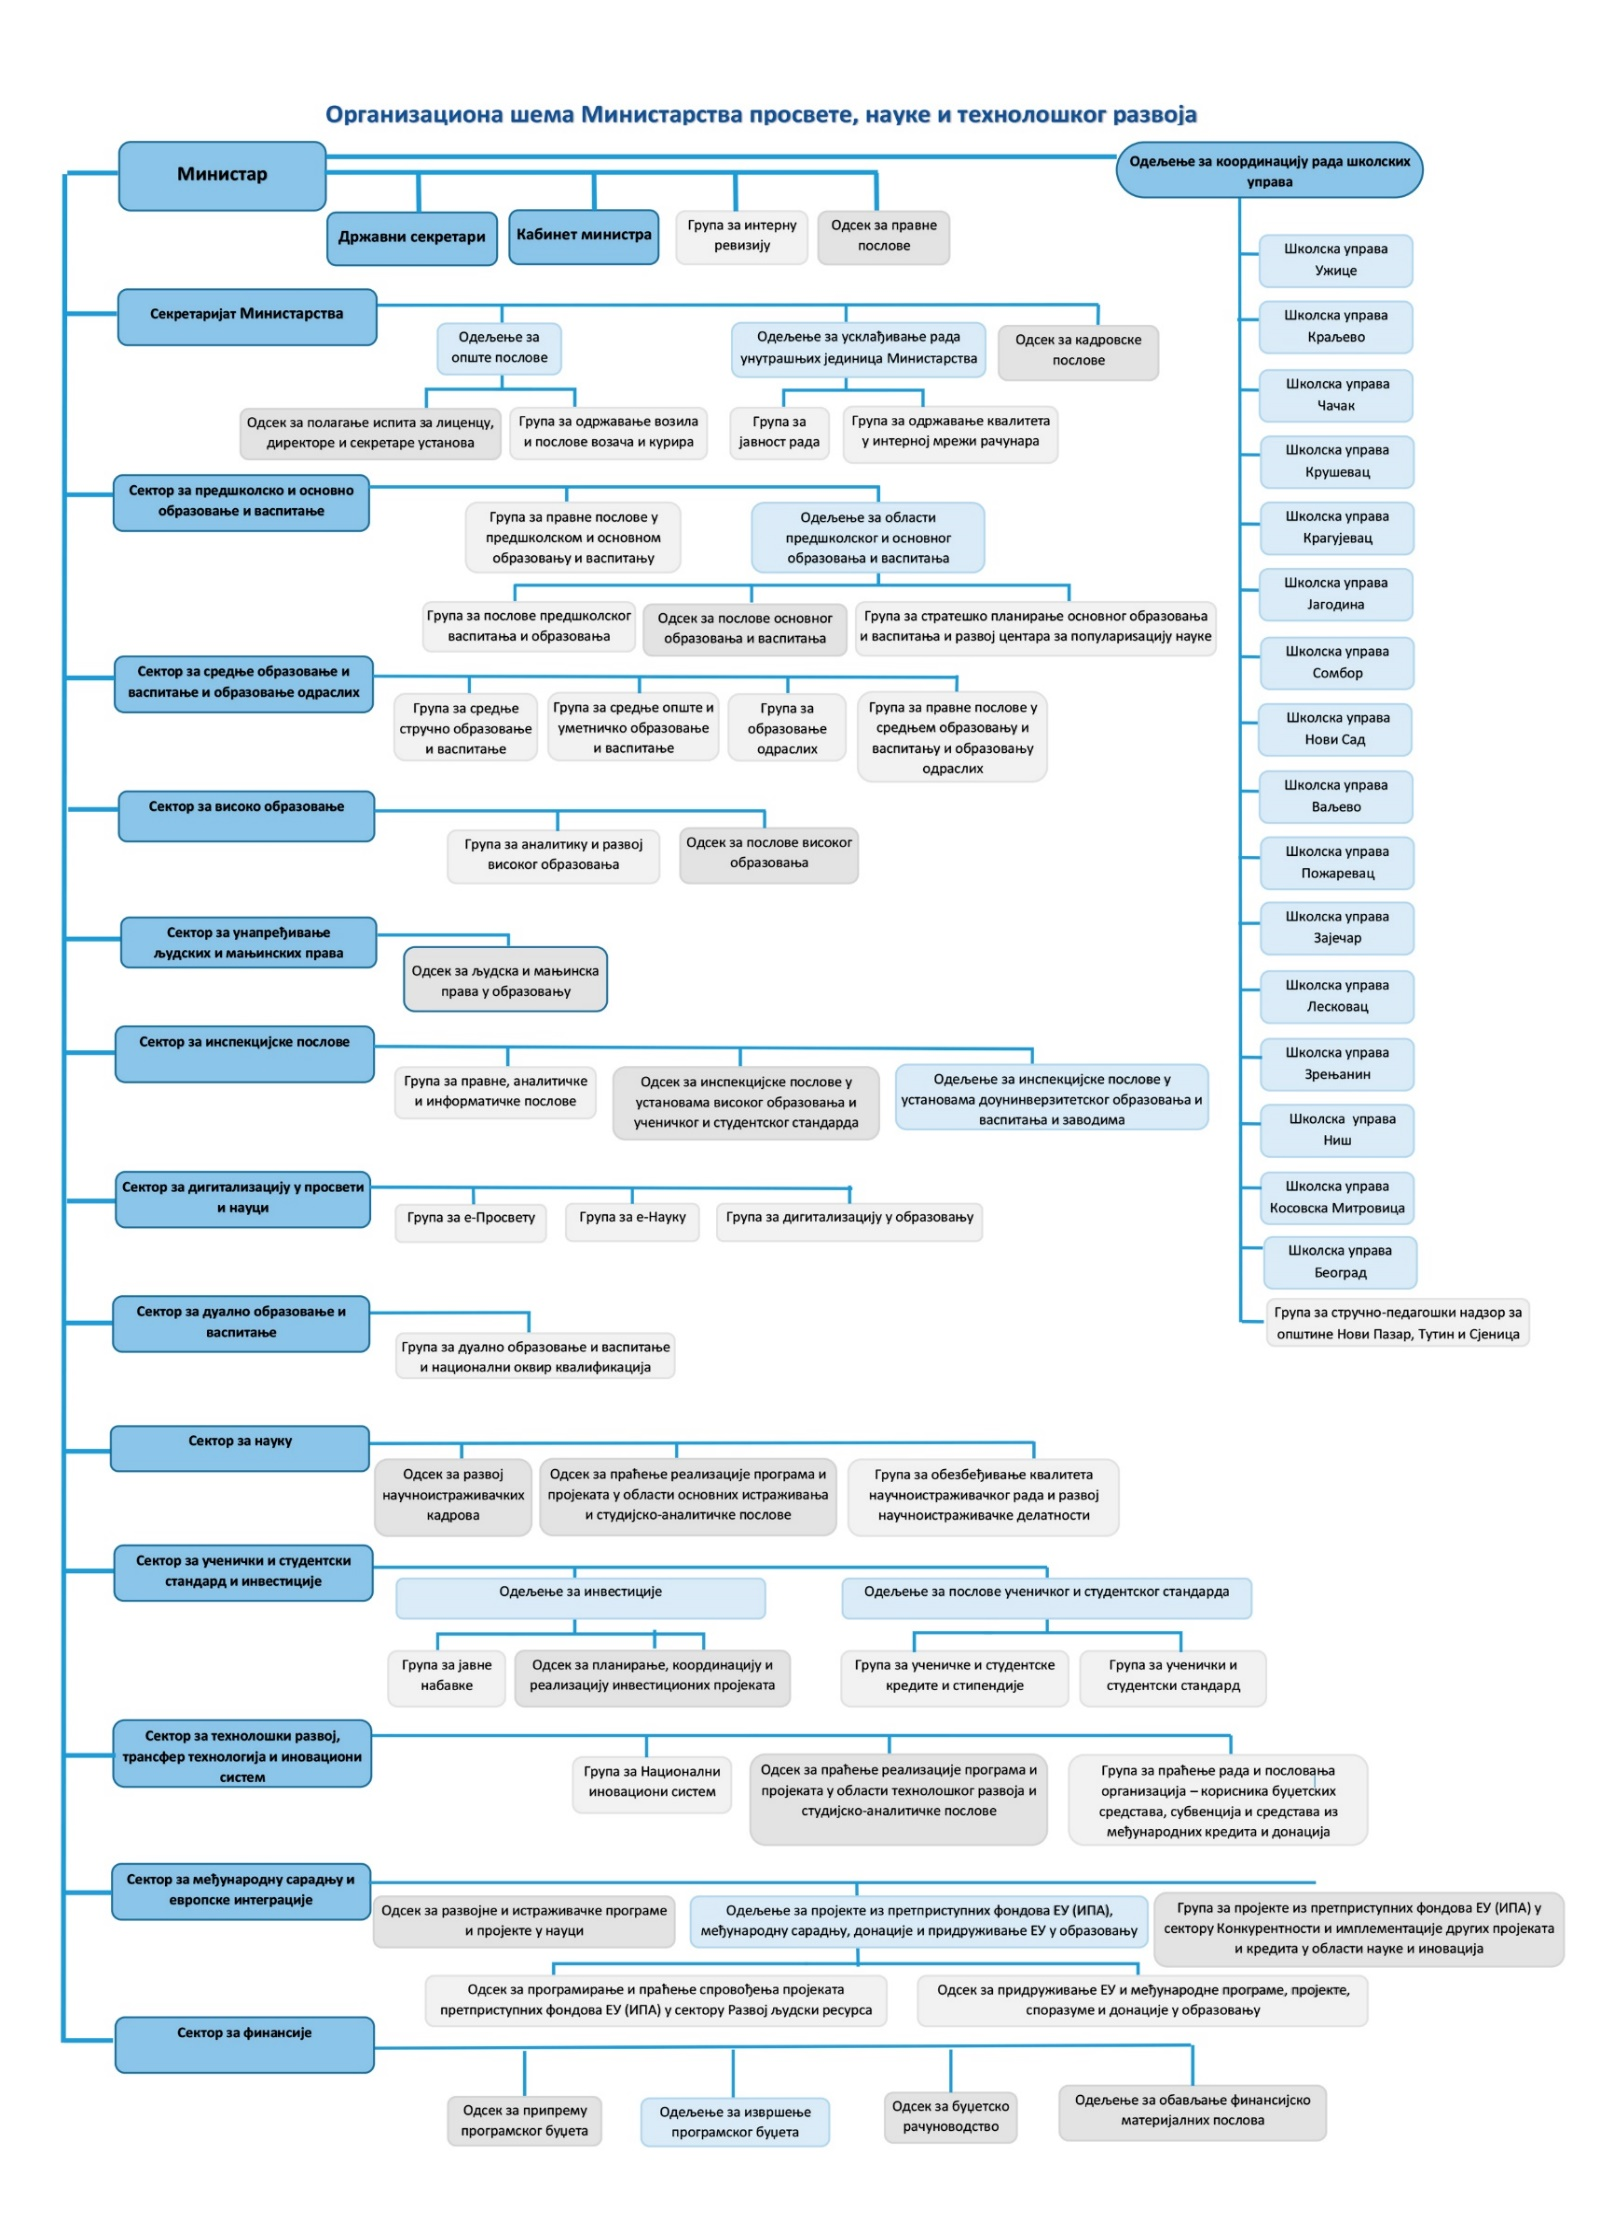 Организациона шема Министарства просвете, науке и технолошког развоја
Министар
Одељење за координацију рада школских
управа
Државни секретари
Кабинет министра
Група за интерну
ревизију
Одсек за правне
послове
Секретаријат Министарства
Одељење за
опште послове
Одељење за усклађивање рада
унутрашњих јединица Министарства
Одсек за кадровске
послове
Одсек за полагање испита за лиценцу,
директоре и секретаре установа
Група за одржавање возила
и послове возача и курира
Група за
јавност рада
Група за одржавање квалитета
у интерној мрежи рачунара
Сектор за предшколско и основно
образовање и васпитање
Група за правне послове у
предшколском и основном
образовању и васпитању
Одељење за области
предшколског и основног
образовања и васпитања
Група за послове предшколског
васпитања и образовања
Одсек за послове основног
образовања и васпитања
Група за стратешко планирање основног образовања
и васпитања и развој центара за популаризацију науке
Сектор за средње образовање и
васпитање и образовање одраслих
Група за средње
стручно образовање
и васпитање
Група за средње опште и
уметничко образовање
и васпитање
Група за
образовање
одраслих
Група за правне послове у
средњем образовању и
васпитању и образовању
одраслих
Сектор за високо образовање
Група за аналитику и развој
високог образовања
Одсек за послове високог
образовања
Сектор за унапређивање
људских и мањинских права
Одсек за људска и мањинска
права у образовању
Сектор за инспекцијске послове
Група за правне, аналитичке
и информатичке послове
Одсек за инспекцијске послове у
установама високог образовања и
ученичког и студентског стандарда
Одељење за инспекцијске послове у
установама доунинверзитетског образовања и
васпитања и заводима
Сектор за дигитализацију у просвети
и науци
Група за е-Просвету
Група за е-Науку
Група за дигитализацију у образовању
Сектор за дуално образовање и
васпитање
Група за дуално образовање и васпитање
и национални оквир квалификација
Сектор за науку
Одсек за развој
научноистраживачких
кадрова
Одсек за праћење реализације програма и
пројеката у области основних истраживања
и студијско-аналитичке послове
Група за обезбеђивање квалитета
научноистраживачког рада и развој
научноистраживачке делатности
Сектор за ученички и студентски
стандард и инвестиције
Одељење за инвестиције
Одељење за послове ученичког и студентског стандарда
Група за јавне
набавке
Одсек за планирање, координацију и
реализацију инвестиционих пројеката
Група за ученичке и студентске
кредите и стипендије
Група за ученички и
студентски стандард
Сектор за технолошки развој,
трансфер технологија и иновациони
систем
Група за Национални
иновациони систем
Одсек за праћење реализације програма и
пројеката у области технолошког развоја и
студијско-аналитичке послове
Група за праћење рада и пословања
организација – корисника буџетских
средстава, субвенција и средстава из
међународних кредита и донација
Сектор за међународну сарадњу и
европске интеграције
Одсек за развојне и истраживачке програме
и пројекте у науци
Одељење за пројекте из претприступних фондова ЕУ (ИПА),
међународну сарадњу, донације и придруживање ЕУ у образовању
Група за пројекте из претприступних фондова ЕУ (ИПА) у
сектору Конкурентности и имплементације других пројеката
и кредита у области науке и иновација
Одсек за програмирање и праћење спровођења пројеката
претприступних фондова ЕУ (ИПА) у сектору Развој људски ресурса
Одсек за придруживање ЕУ и међународне програме, пројекте,
споразуме и донације у образовању
Сектор за финансије
Одсек за припрему
програмског буџета
Одељење за извршење
програмског буџета
Одсек за буџетско
рачуноводство
Одељење за обављање финансијско
материјалних послова
Школска управа
Ужице
Школска управа
Краљево
Школска управа
Чачак
Школска управа
Крушевац
Школска управа
Крагујевац
Школска управа
Јагодина
Школска управа
Сомбор
Школска управа
Нови Сад
Школска управа
Ваљево
Школска управа
Пожаревац
Школска управа
Зајечар
Школска управа
Лесковац
Школска управа
Зрењанин
Школска управа
Ниш
Школска управа
Косовска Митровица
Школска управа
Београд
Група за стручно-педагошки надзор за
општине Нови Пазар, Тутин и Сјеница